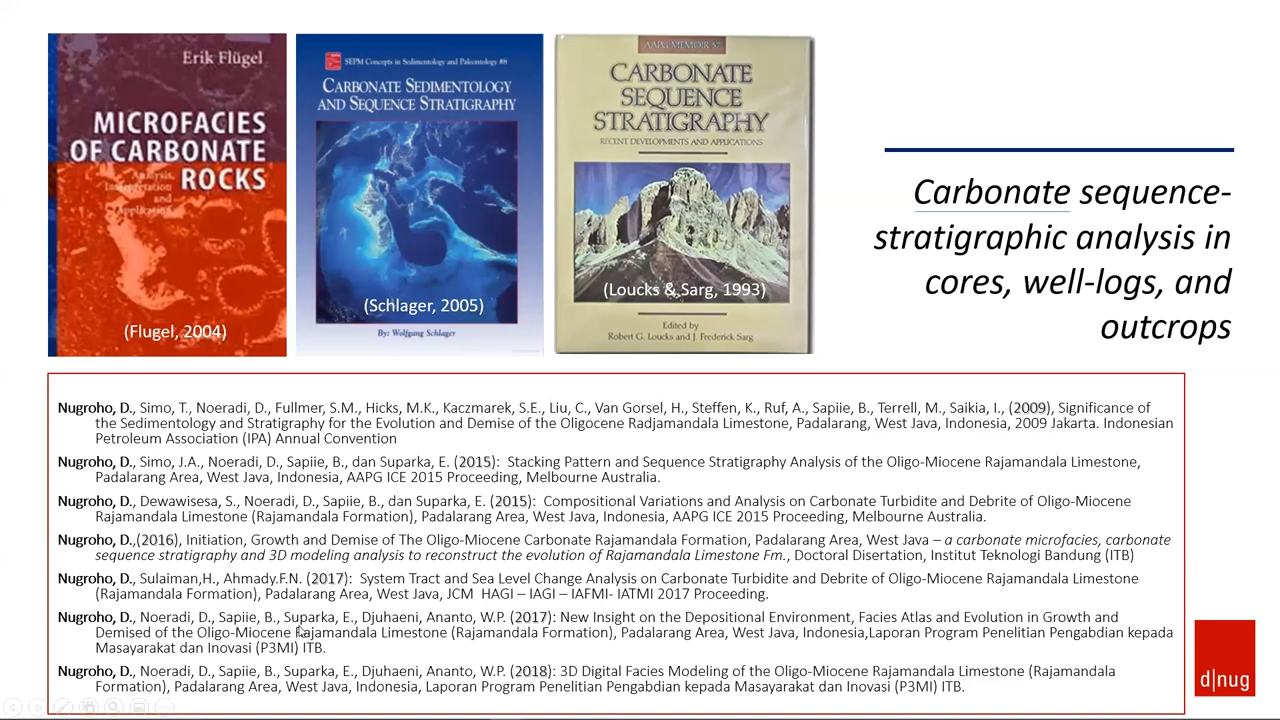 Erik Flügel
MICROFACIES
OF CARBONATE
ROCKS
Analysis,
Interpretation
and
Application
(Flugel, 2004)
SEPM Concepts in Sedimentology and Paleontology #8
CARBONATE SEDIMENTOLOGY
AND SEQUENCE STRATIGRAPHY
(Schlager, 2005)
By: Wolfgang Schlager
AAPG MEMOIR 57
CARBONATE
SEQUENCE
STRATIGRAPHY
RECENT DEVELOPMENTS AND APPLICATIONS
(Loucks & Sarg, 1993)
Edited by
Robert G. Loucks and J. Frederick Sarg
Carbonate sequence-
stratigraphic analysis in
cores, well-logs, and
outcrops
Nugroho, D., Simo, T., Noeradi, D., Fullmer, S.M., Hicks, M.K., Kaczmarek, S.E., Liu, C., Van Gorsel, H., Steffen, K., Ruf, A., Sapiie, B., Terrell, M., Saikia, I., (2009), Significance of
the Sedimentology and Stratigraphy for the Evolution and Demise of the Oligocene Radjamandala Limestone, Padalarang, West Java, Indonesia, 2009 Jakarta. Indonesian
Petroleum Association (IPA) Annual Convention
Nugroho, D., Simo, J.A., Noeradi, D., Sapiie, B., dan Suparka, E. (2015): Stacking Pattern and Sequence Stratigraphy Analysis of the Oligo-Miocene Rajamandala Limestone,
Padalarang Area, West Java, Indonesia, AAPG ICE 2015 Proceeding, Melbourne Australia.
Nugroho, D., Dewawisesa, S., Noeradi, D., Sapiie, B., dan Suparka, E. (2015): Compositional Variations and Analysis on Carbonate Turbidite and Debrite of Oligo-Miocene
Rajamandala Limestone (Rajamandala Formation), Padalarang Area, West Java, Indonesia, AAPG ICE 2015 Proceeding, Melbourne Australia.
Nugroho, D.,(2016), Initiation, Growth and Demise of The Oligo-Miocene Carbonate Rajamandala Formation, Padalarang Area, West Java – a carbonate microfacies, carbonate
sequence stratigraphy and 3D modeling analysis to reconstruct the evolution of Rajamandala Limestone Fm., Doctoral Disertation, Institut Teknologi Bandung (ITB)
Nugroho, D., Sulaiman,H., Ahmady.F.N. (2017): System Tract and Sea Level Change Analysis on Carbonate Turbidite and Debrite of Oligo-Miocene Rajamandala Limestone
(Rajamandala Formation), Padalarang Area, West Java, JCM HAGI – IAGI – IAFMI- IATMI 2017 Proceeding.
Nugroho, D., Noeradi, D., Sapiie, B., Suparka, E., Djuhaeni, Ananto, W.P. (2017): New Insight on the Depositional Environment, Facies Atlas and Evolution in Growth and
Demised of the Oligo-Miocene Rajamandala Limestone (Rajamandala Formation), Padalarang Area, West Java, Indonesia,Laporan Program Penelitian Pengabdian kepada
Masayarakat dan Inovasi (P3MI) ITB.
Nugroho, D., Noeradi, D., Sapiie, B., Suparka, E., Djuhaeni, Ananto, W.P. (2018): 3D Digital Facies Modeling of the Oligo-Miocene Rajamandala Limestone (Rajamandala
Formation), Padalarang Area, West Java, Indonesia, Laporan Program Penelitian Pengabdian kepada Masayarakat dan Inovasi (P3MI) ITB.
d|nug